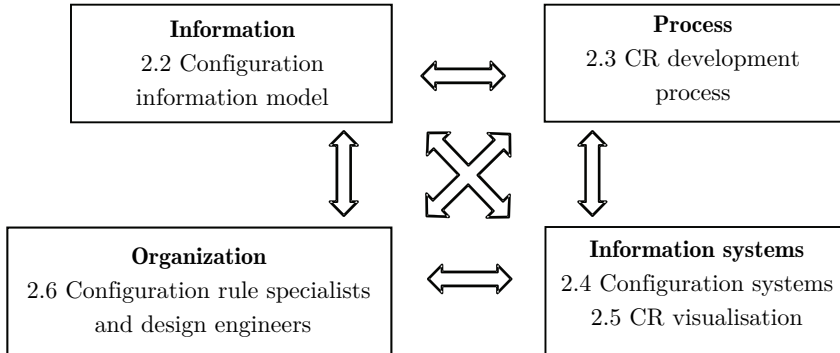 Information
2.2 Configuration
information model
Process
2.3 CR development
process
Organization
2.6 Configuration rule specialists
and design engineers
Information systems
2.4 Configuration systems
2.5 CR visualisation